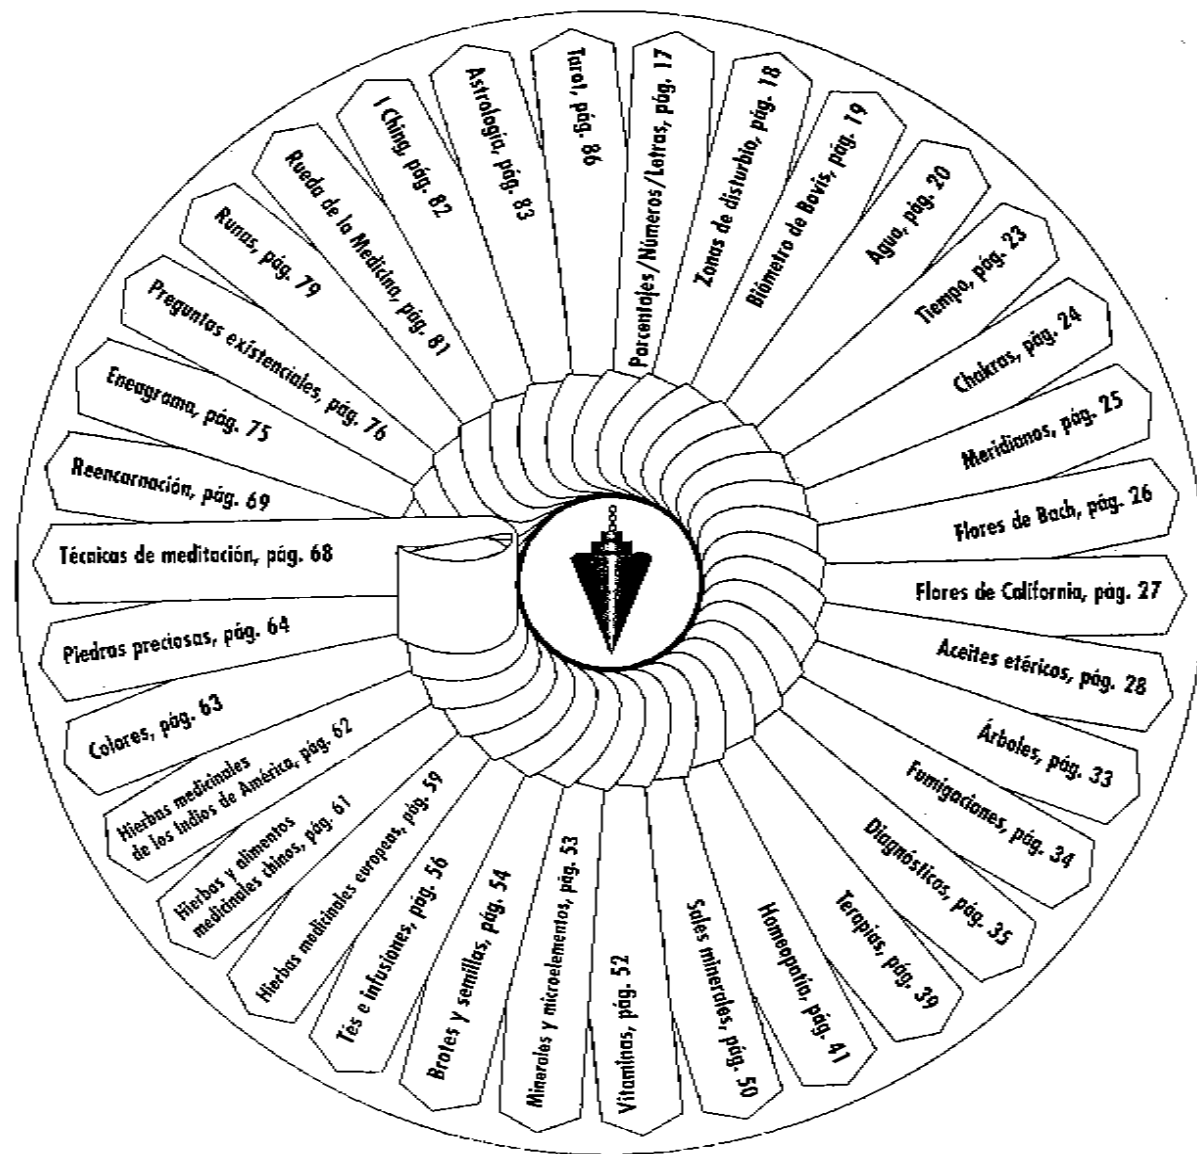 Porcentajes/Números/Letras, pág. 17
Zonas de disturbio, pág. 18
Biómetro de Bovis, pág. 19
Agua, pág. 20
Tiempo, pág. 23
Chakras, pág. 24
Meridianos, pág. 25
Flores de Bach, pág. 26
Flores de California, pág. 27
Aceites etéricos, pág. 28
Árboles, pág. 33
Fumigaciones, pág. 34
Diagnósticos, pág. 35
Terapias, pág. 39
Homeopatía, pág. 41
Sales minerales, pág. 50
Vitaminas, pág. 52
Minerales y microelementos, pág. 53
Brotes y semillas, pág. 54
Tés e infusiones, pág. 56
Hierbas medicinales europeas, pág. 59
Hierbas y alimentos
medicinales chinos, pág. 61
Hierbas medicinales
de los Indios de América, pág. 62
Colores, pág. 63
Piedras preciosas, pág. 64
Técnicas de meditación, pág. 68
Reencarnación, pág. 69
Eneagrama, pág. 75
Preguntas existenciales, pág. 76
Runas, pág. 79
Rueda de la Medicina, pág. 81
I Ching, pág. 82
Astrología, pág. 83
Tarot, pág. 86